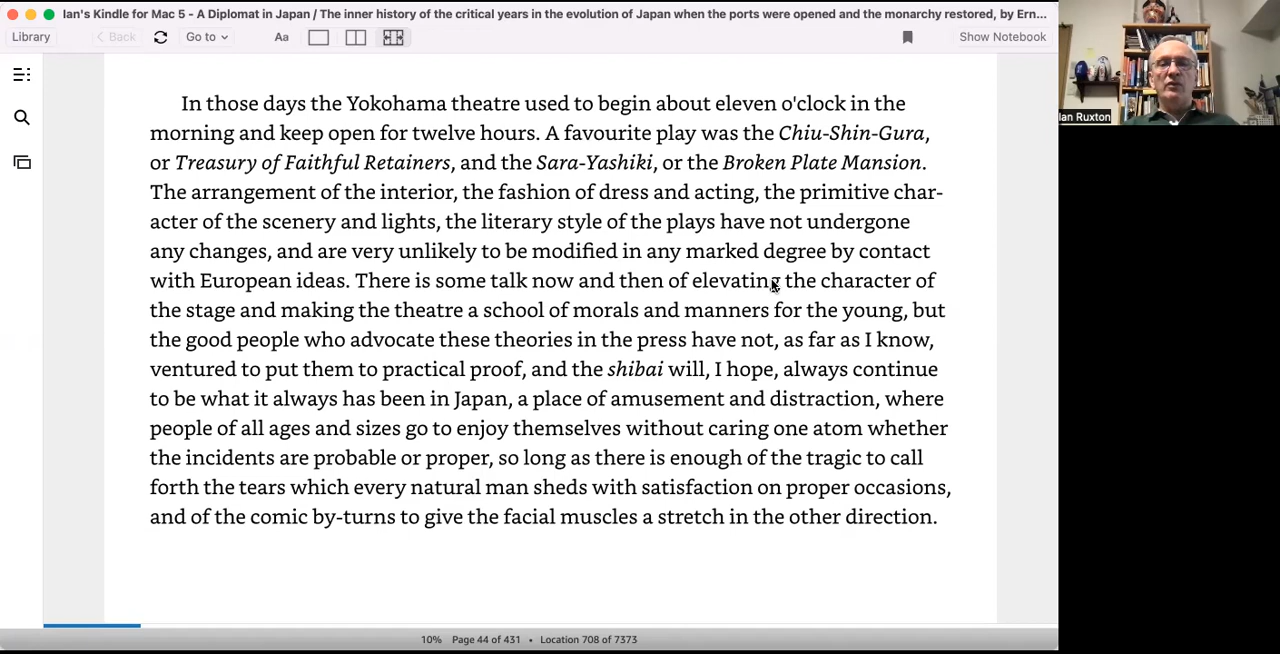 Ian's Kindle for Mac 5 - A Diplomat in Japan / The inner history of the critical years in the evolution of Japan when the ports were opened and the monarchy restored, by Ern...
Library
Back
Go to
Aa
Show Notebook
In those days the Yokohama theatre used to begin about eleven o'clock in the
morning and keep open for twelve hours. A favourite play was the Chiu-Shin-Gura,
or Treasury of Faithful Retainers, and the Sara-Yashiki, or the Broken Plate Mansion.
The arrangement of the interior, the fashion of dress and acting, the primitive char-
acter of the scenery and lights, the literary style of the plays have not undergone
any changes, and are very unlikely to be modified in any marked degree by contact
with European ideas. There is some talk now and then of elevating the character of
the stage and making the theatre a school of morals and manners for the young, but
the good people who advocate these theories in the press have not, as far as I know,
ventured to put them to practical proof, and the shibai will, I hope, always continue
to be what it always has been in Japan, a place of amusement and distraction, where
people of all ages and sizes go to enjoy themselves without caring one atom whether
the incidents are probable or proper, so long as there is enough of the tragic to call
forth the tears which every natural man sheds with satisfaction on proper occasions,
and of the comic by-turns to give the facial muscles a stretch in the other direction.
10% Page 44 of 431 • Location 708 of 7373
Ian Ruxton